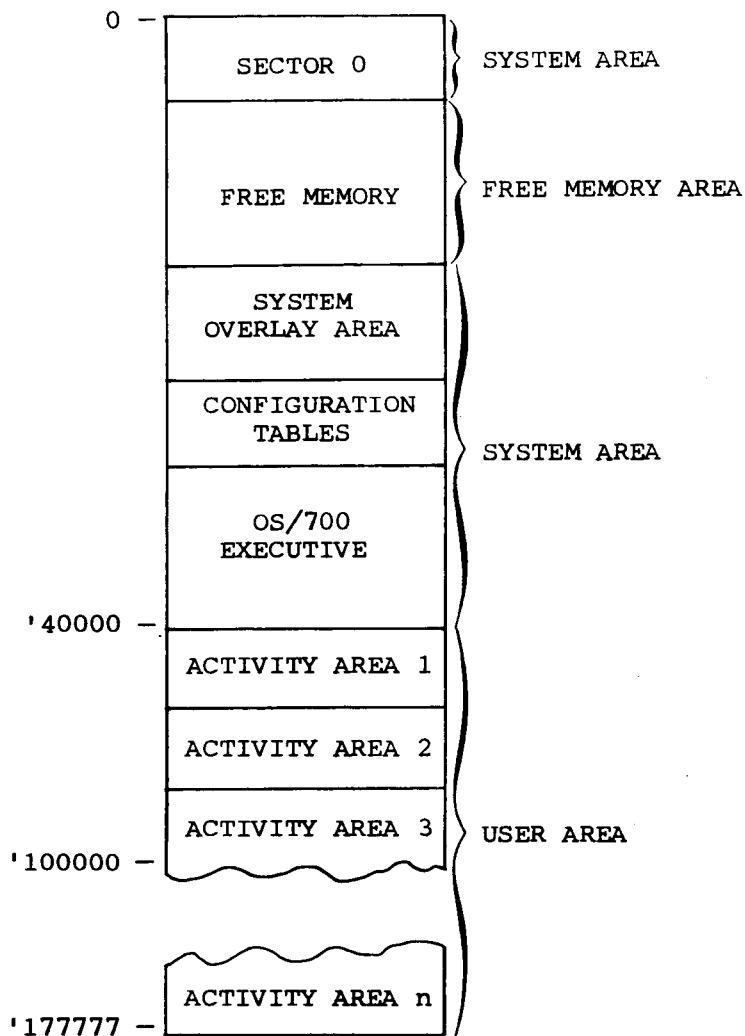 0 —
SECTOR 0
SYSTEM AREA
FREE MEMORY
FREE MEMORY AREA
SYSTEM
OVERLAY AREA
CONFIGURATION
TABLES
SYSTEM AREA
OS/700
EXECUTIVE
'40000 —
ACTIVITY AREA 1
ACTIVITY AREA 2
ACTIVITY AREA 3
USER AREA
'100000 —
ACTIVITY AREA n
'177777 —